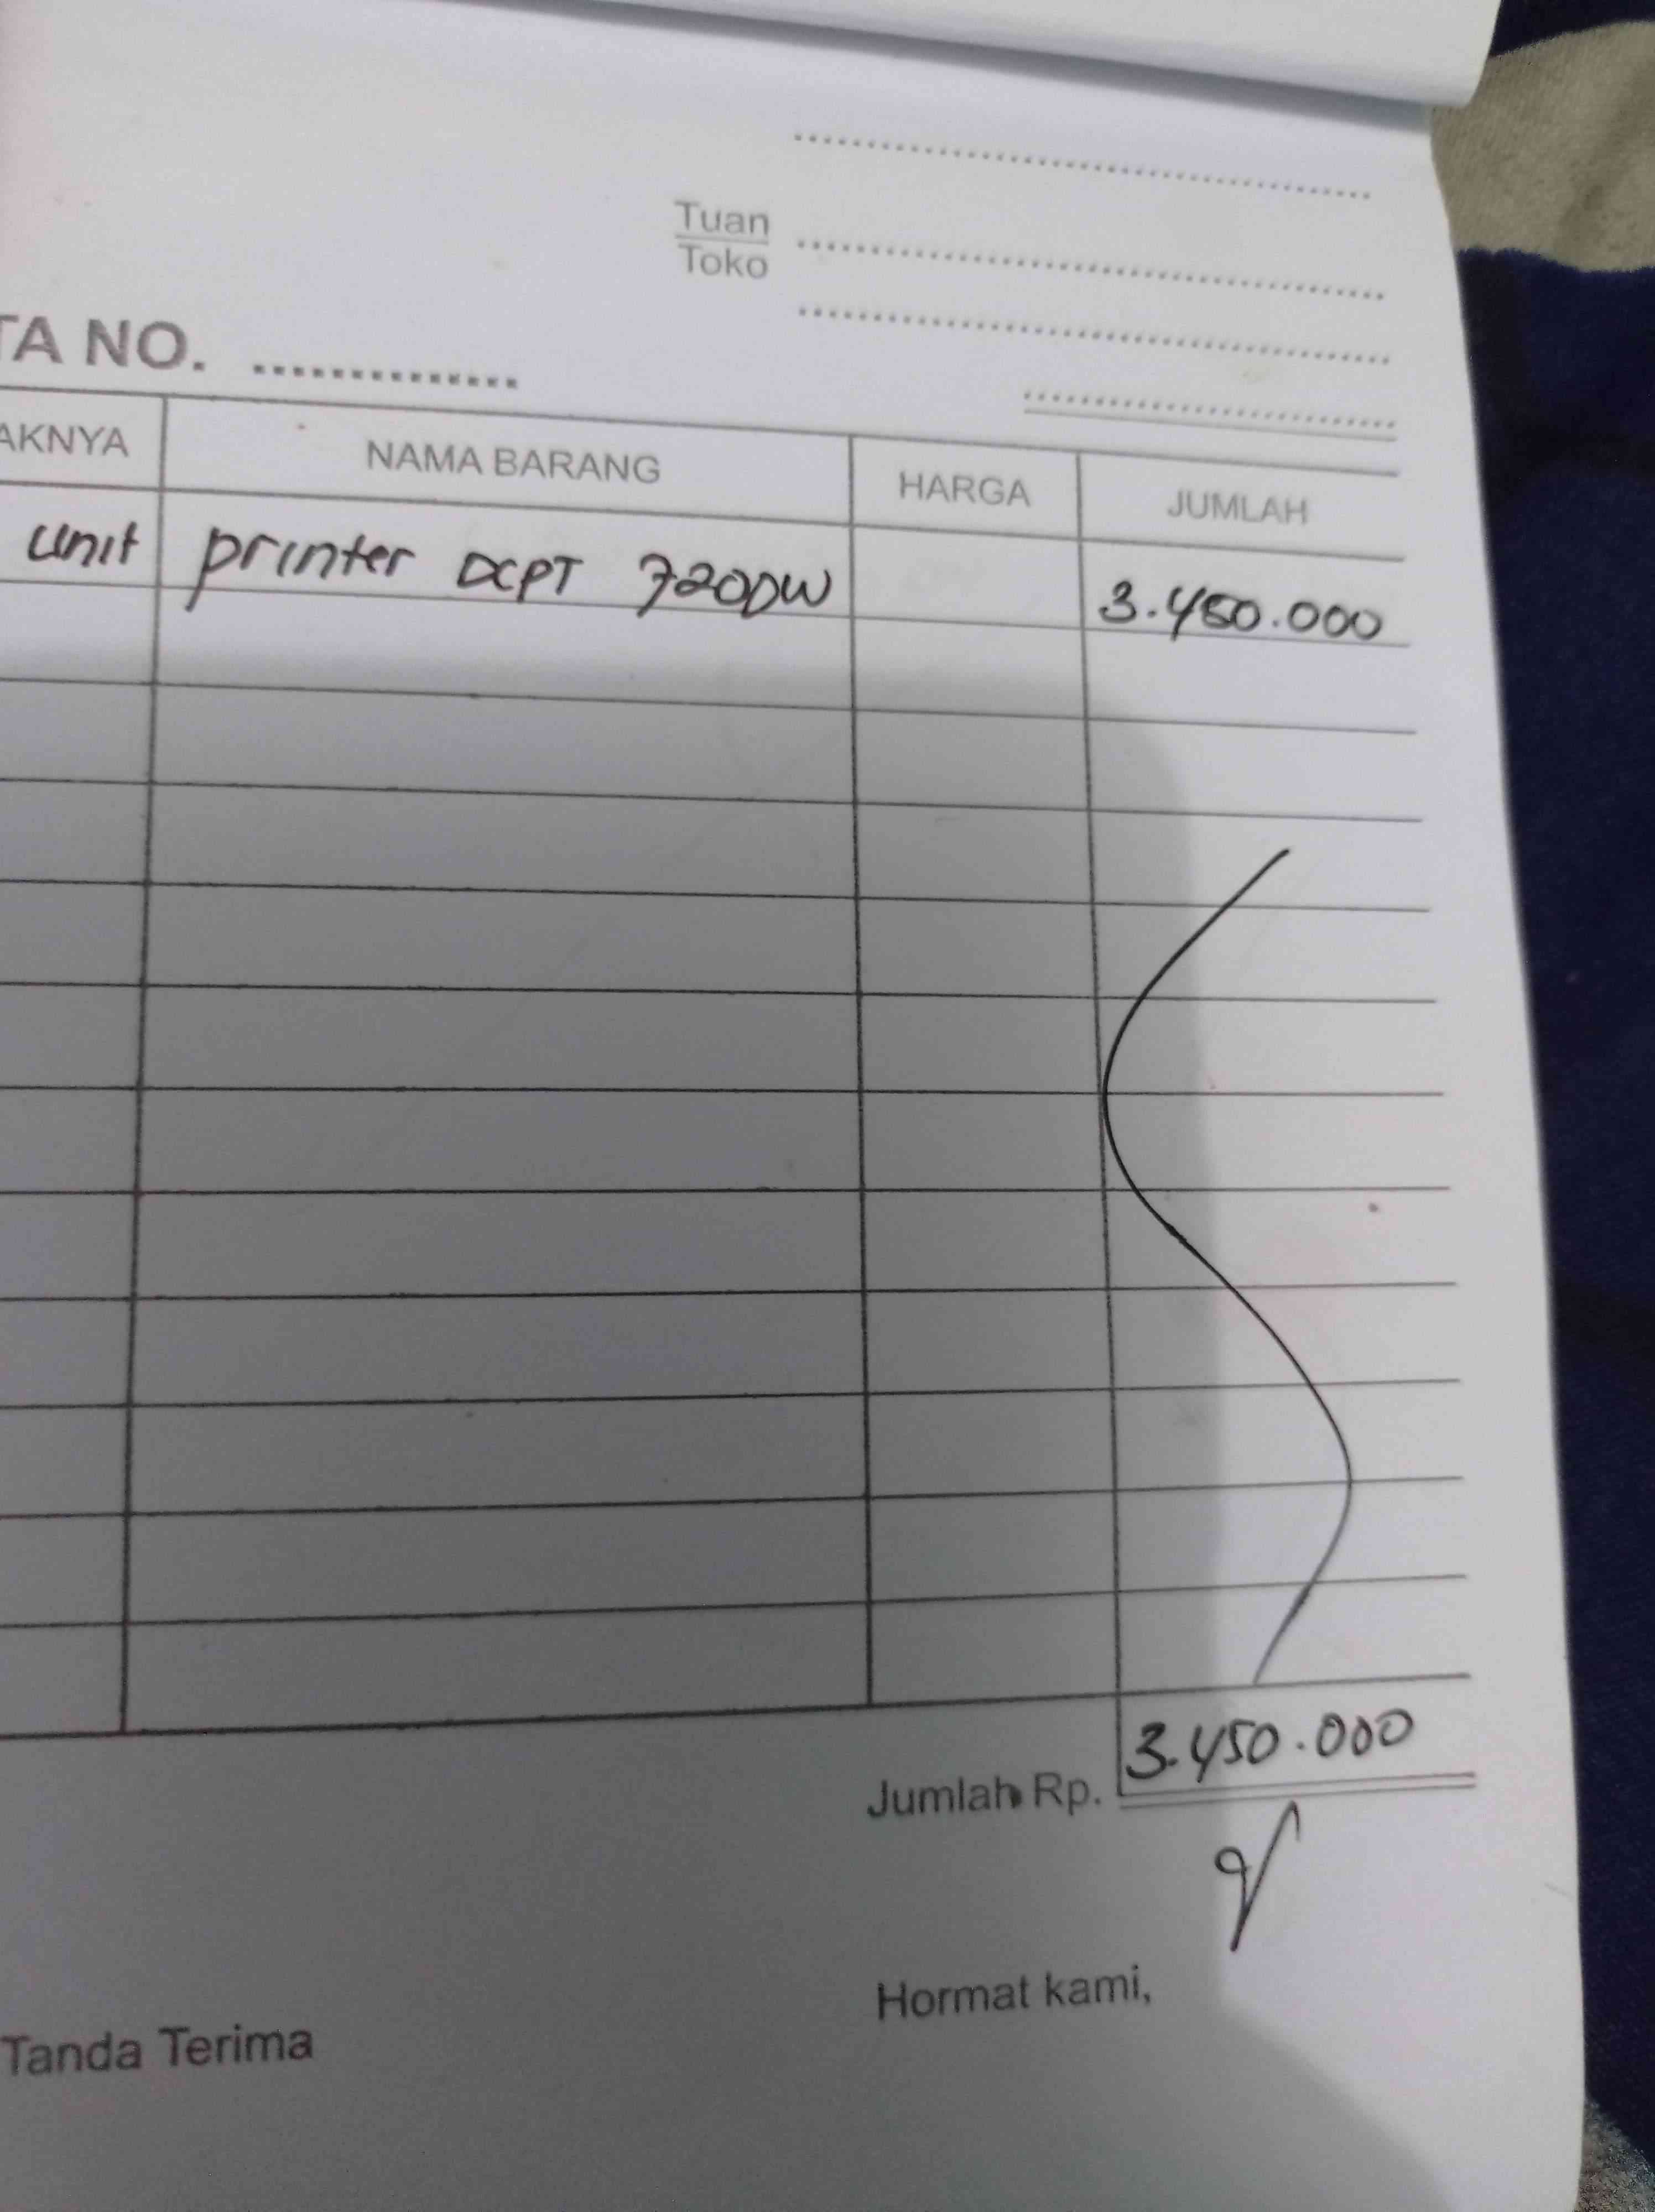 Tuan
Toko
TA NO.
AKNYA NAMA BARANG HARGA JUMLAH
unit printer DCPT 720DW 3.450.000
Jumlah Rp. 3.450.000
Hormat kami,
Tanda Terima